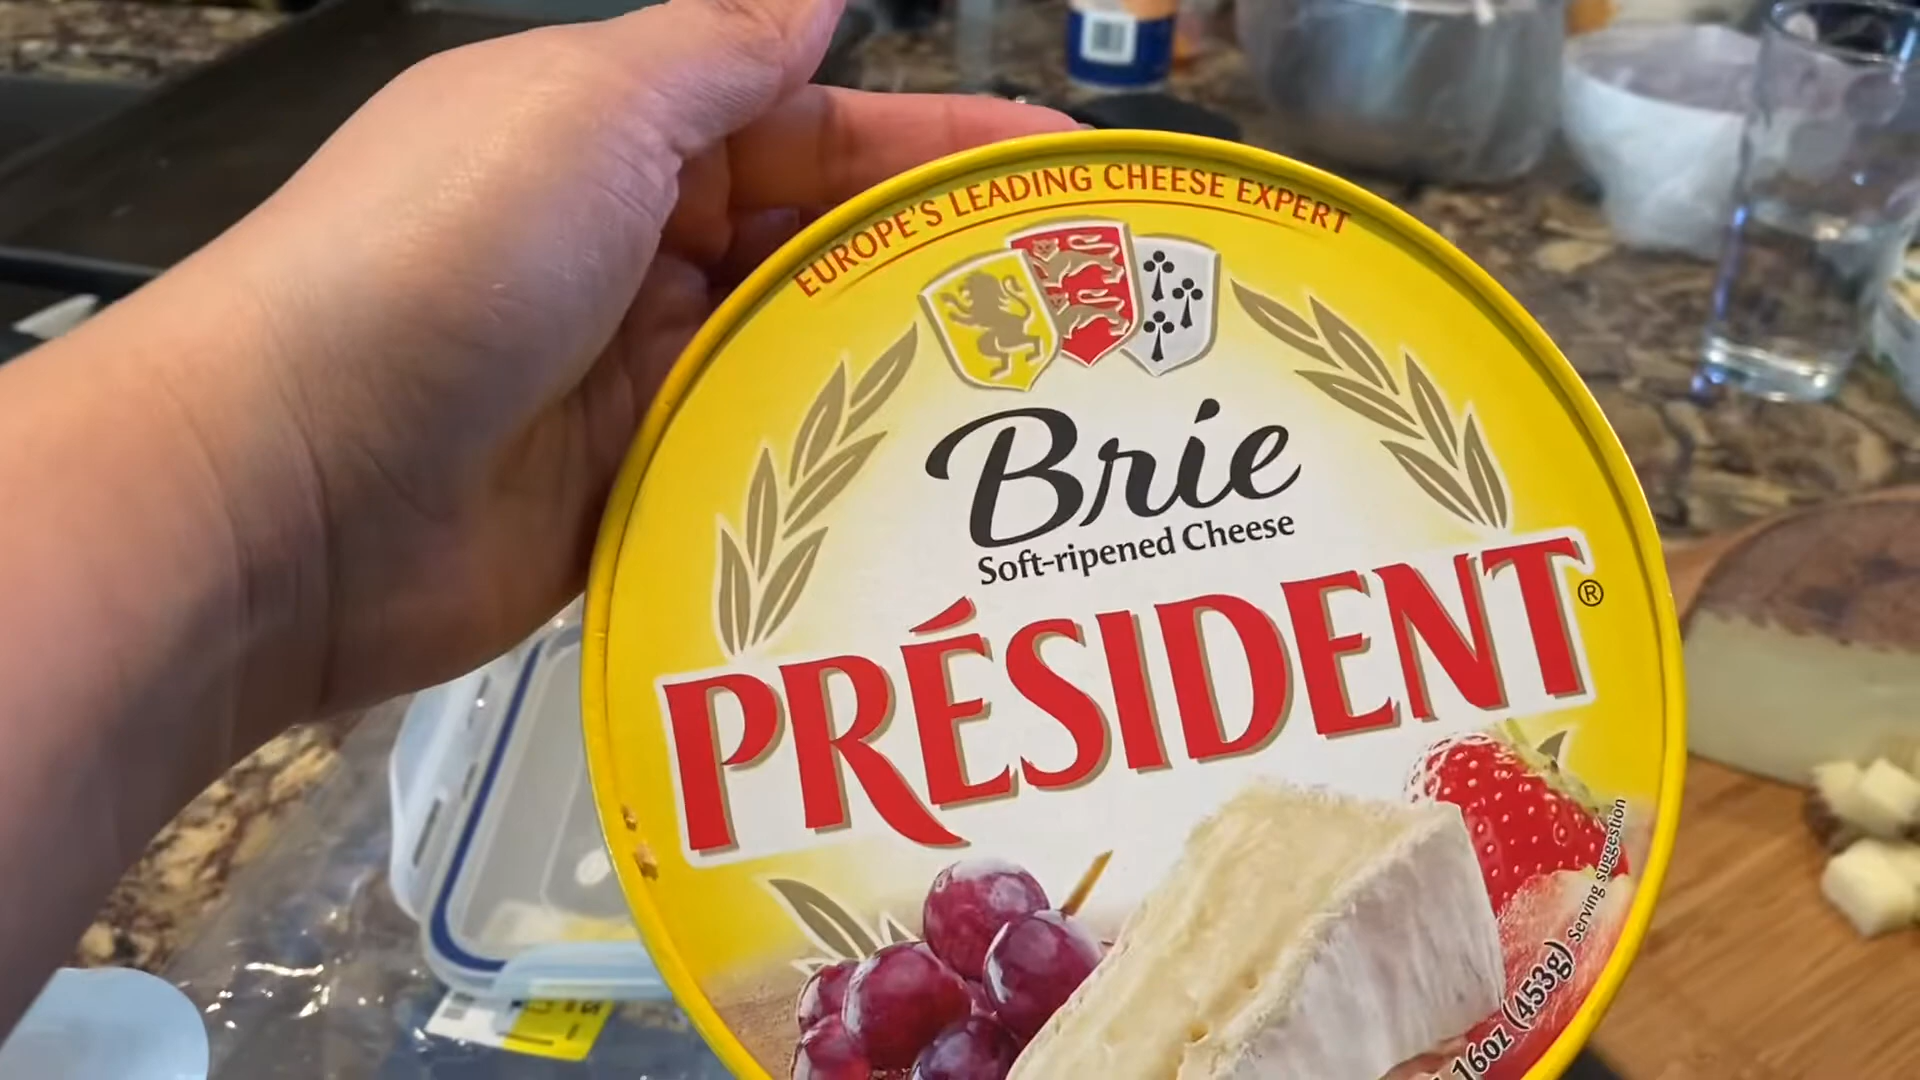 EUROPE'S LEADING CHEESE EXPERT
Brie
Soft-ripened Cheese
PRÉSIDENT®
Serving suggestion
16oz (453g)